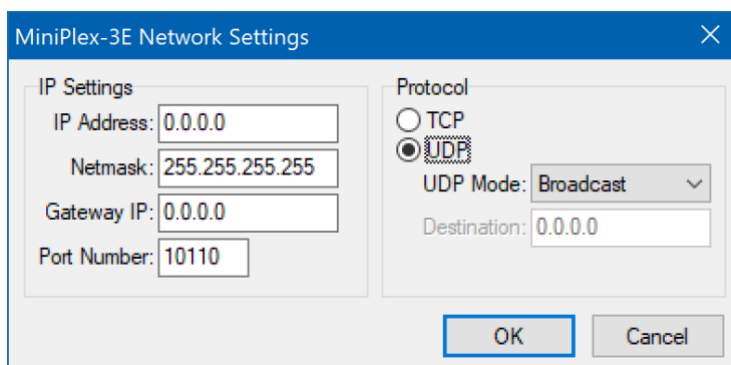 MiniPlex-3E Network Settings
IP Settings
IP Address: 0.0.0.0
Netmask: 255.255.255.255
Gateway IP: 0.0.0.0
Port Number: 10110
Protocol
TCP
UDP
UDP Mode: Broadcast
Destination: 0.0.0.0
OK
Cancel